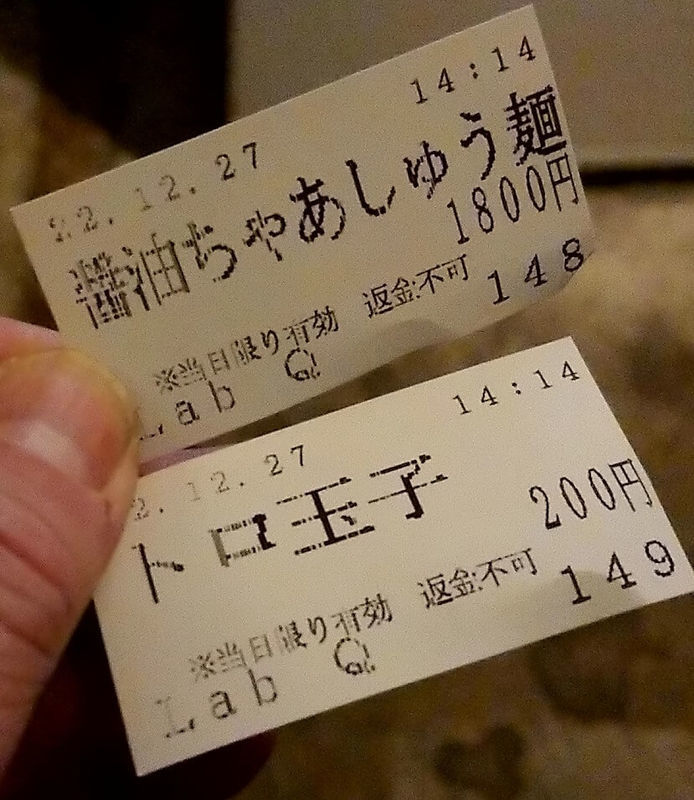 22.12.27 14:14
醤油ちゃあしゅう麺
1800円
※当日限り有効 返金不可 148
Lab Q
2.12.27 14:14
トロ玉子
200円
※当日限り有効 返金不可 149
Lab Q